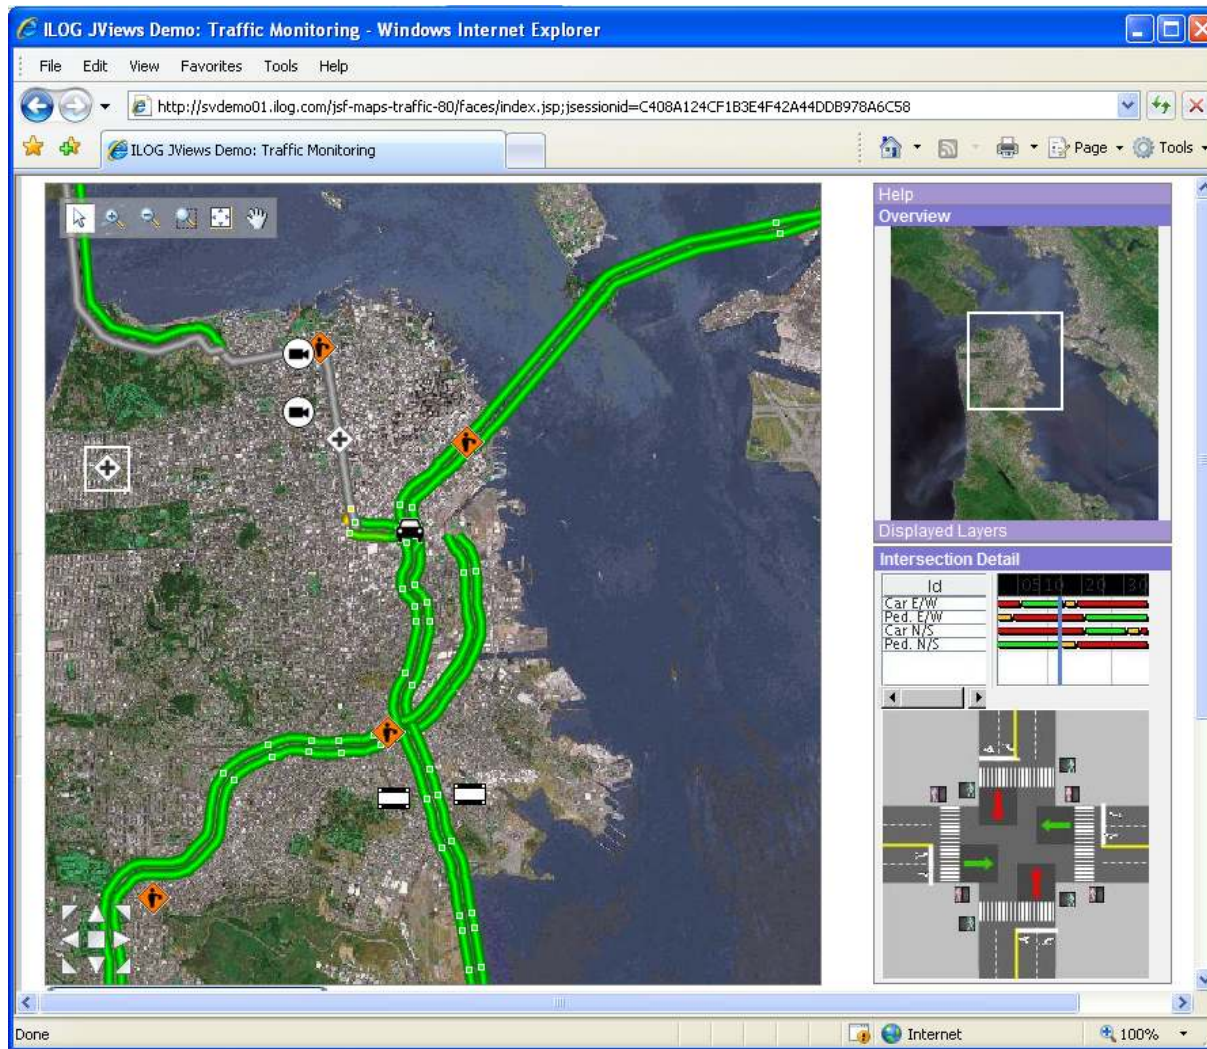 ILOG JViews Demo: Traffic Monitoring - Windows Internet Explorer
File Edit View Favorites Tools Help
http://svdemo01.ilog.com/jsf-maps-traffic-80/faces/index.jsp;jsessionid=C408A124CF1B3E4F42A44DDB978A6C58
ILOG JViews Demo: Traffic Monitoring
Page Tools
Help
Overview
Displayed Layers
Intersection Detail
Id 05 10 20 30
Car E/W
Ped. E/W
Car N/S
Ped. N/S
Done Internet 100%